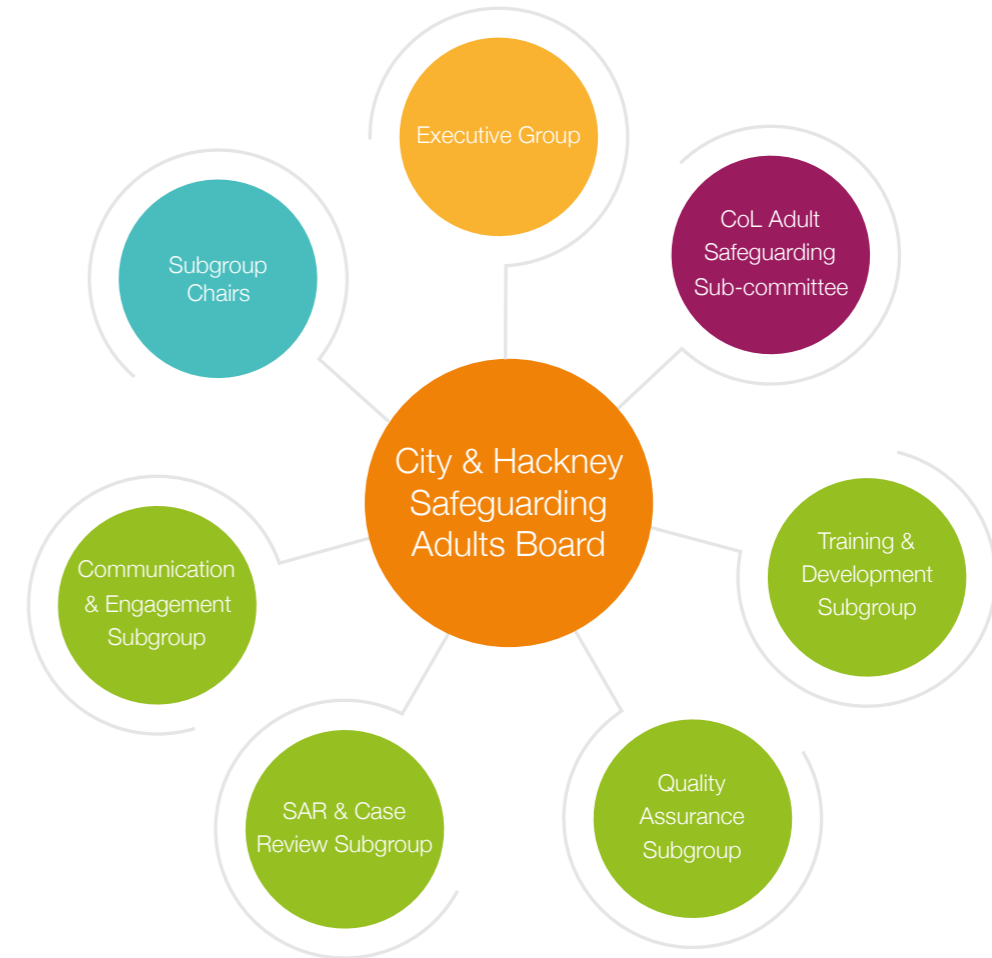 Executive Group
CoL Adult
Safeguarding
Sub-committee
Subgroup
Chairs
City & Hackney
Safeguarding
Adults Board
Training &
Development
Subgroup
Communication
& Engagement
Subgroup
Quality
Assurance
Subgroup
SAR & Case
Review Subgroup